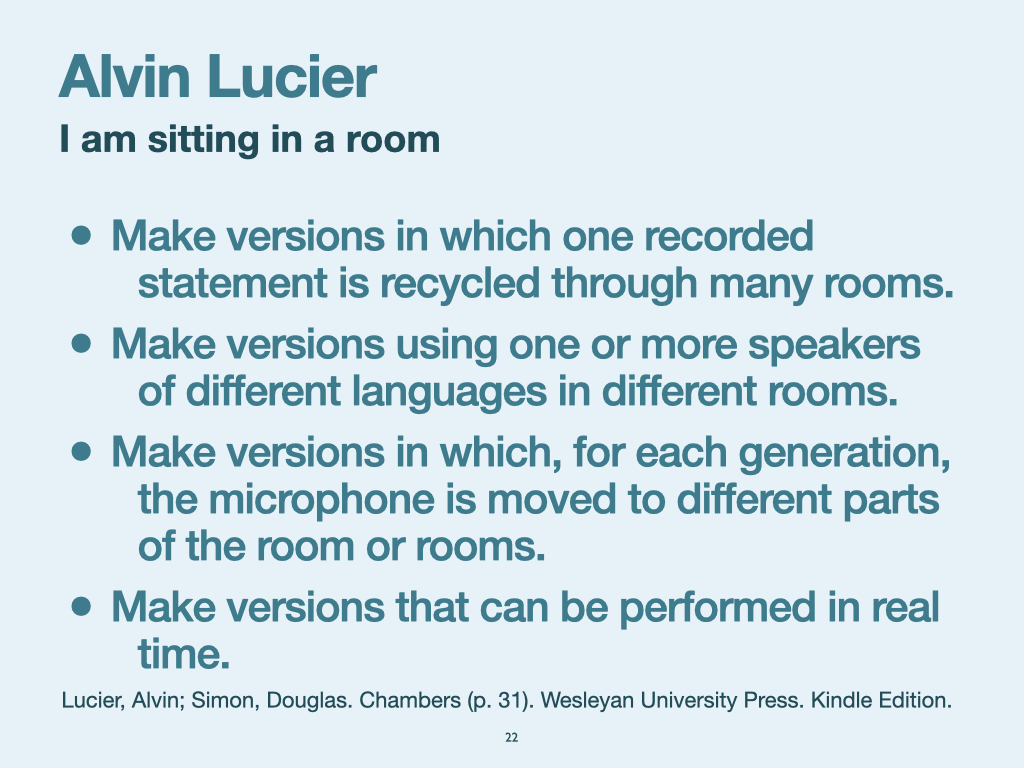 Alvin Lucier
I am sitting in a room
• Make versions in which one recorded
statement is recycled through many rooms.
• Make versions using one or more speakers
of different languages in different rooms.
• Make versions in which, for each generation,
the microphone is moved to different parts
of the room or rooms.
• Make versions that can be performed in real
time.
Lucier, Alvin; Simon, Douglas. Chambers (p. 31). Wesleyan University Press. Kindle Edition.
22